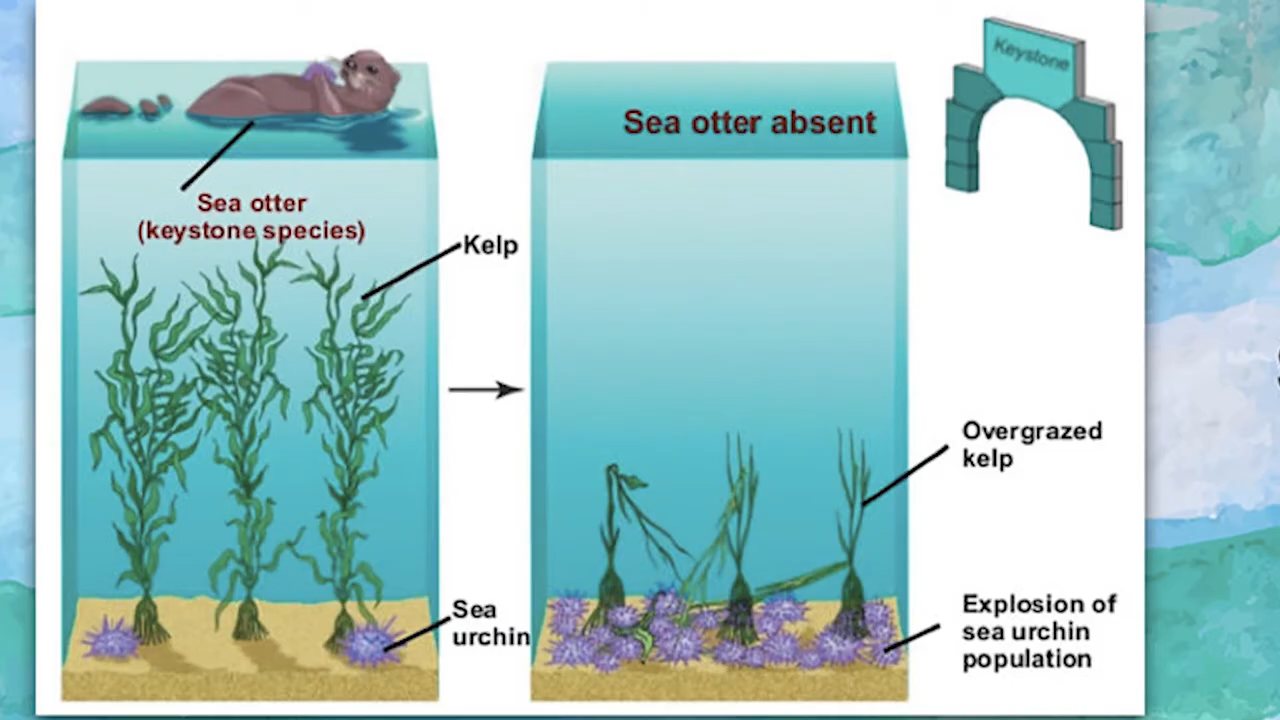 Keystone
Sea otter absent
Sea otter
(keystone species)
Kelp
Overgrazed
kelp
Sea
urchin
Explosion of
sea urchin
population